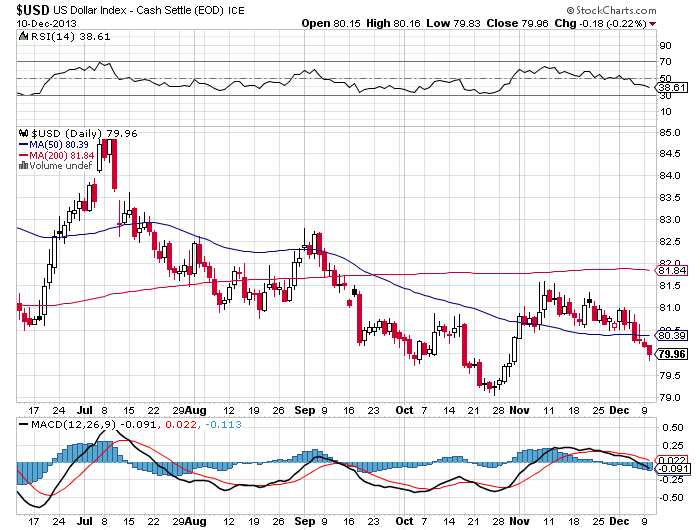 $USD US Dollar Index - Cash Settle (EOD) ICE © StockCharts.com
10-Dec-2013 Open 80.15 High 80.16 Low 79.83 Close 79.96 Chg -0.18 (-0.22%)
RSI(14) 38.61
90
70
50
38.61
30
10
$USD (Daily) 79.96
MA(50) 80.39
MA(200) 81.84
Volume undef
85.0
84.5
84.0
83.5
83.0
82.5
82.0
81.84
81.5
81.0
80.5
80.39
79.96
79.5
79.0
17 24 Jul 8 15 22 29 Aug 12 19 26 Sep 9 16 23 Oct 7 14 21 28 Nov 11 18 25 Dec 9
MACD(12,26,9) -0.091, 0.022, -0.113
0.50
0.25
0.022
-0.091
-0.25
-0.50
17 24 Jul 8 15 22 29 Aug 12 19 26 Sep 9 16 23 Oct 7 14 21 28 Nov 11 18 25 Dec 9